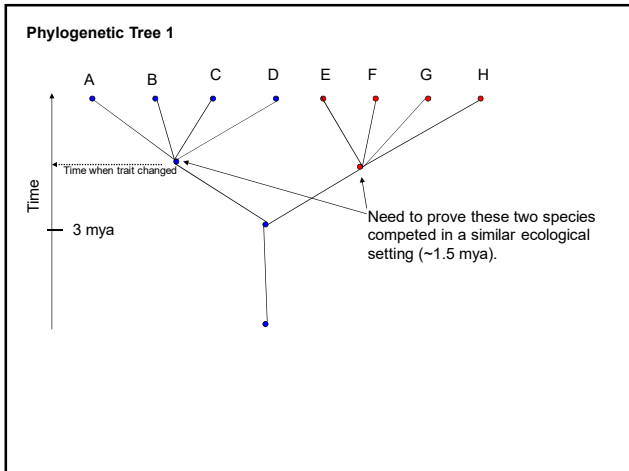 Phylogenetic Tree 1
A B C D E F G H
Time when trait changed
Time
3 mya
Need to prove these two species
competed in a similar ecological
setting (~1.5 mya).